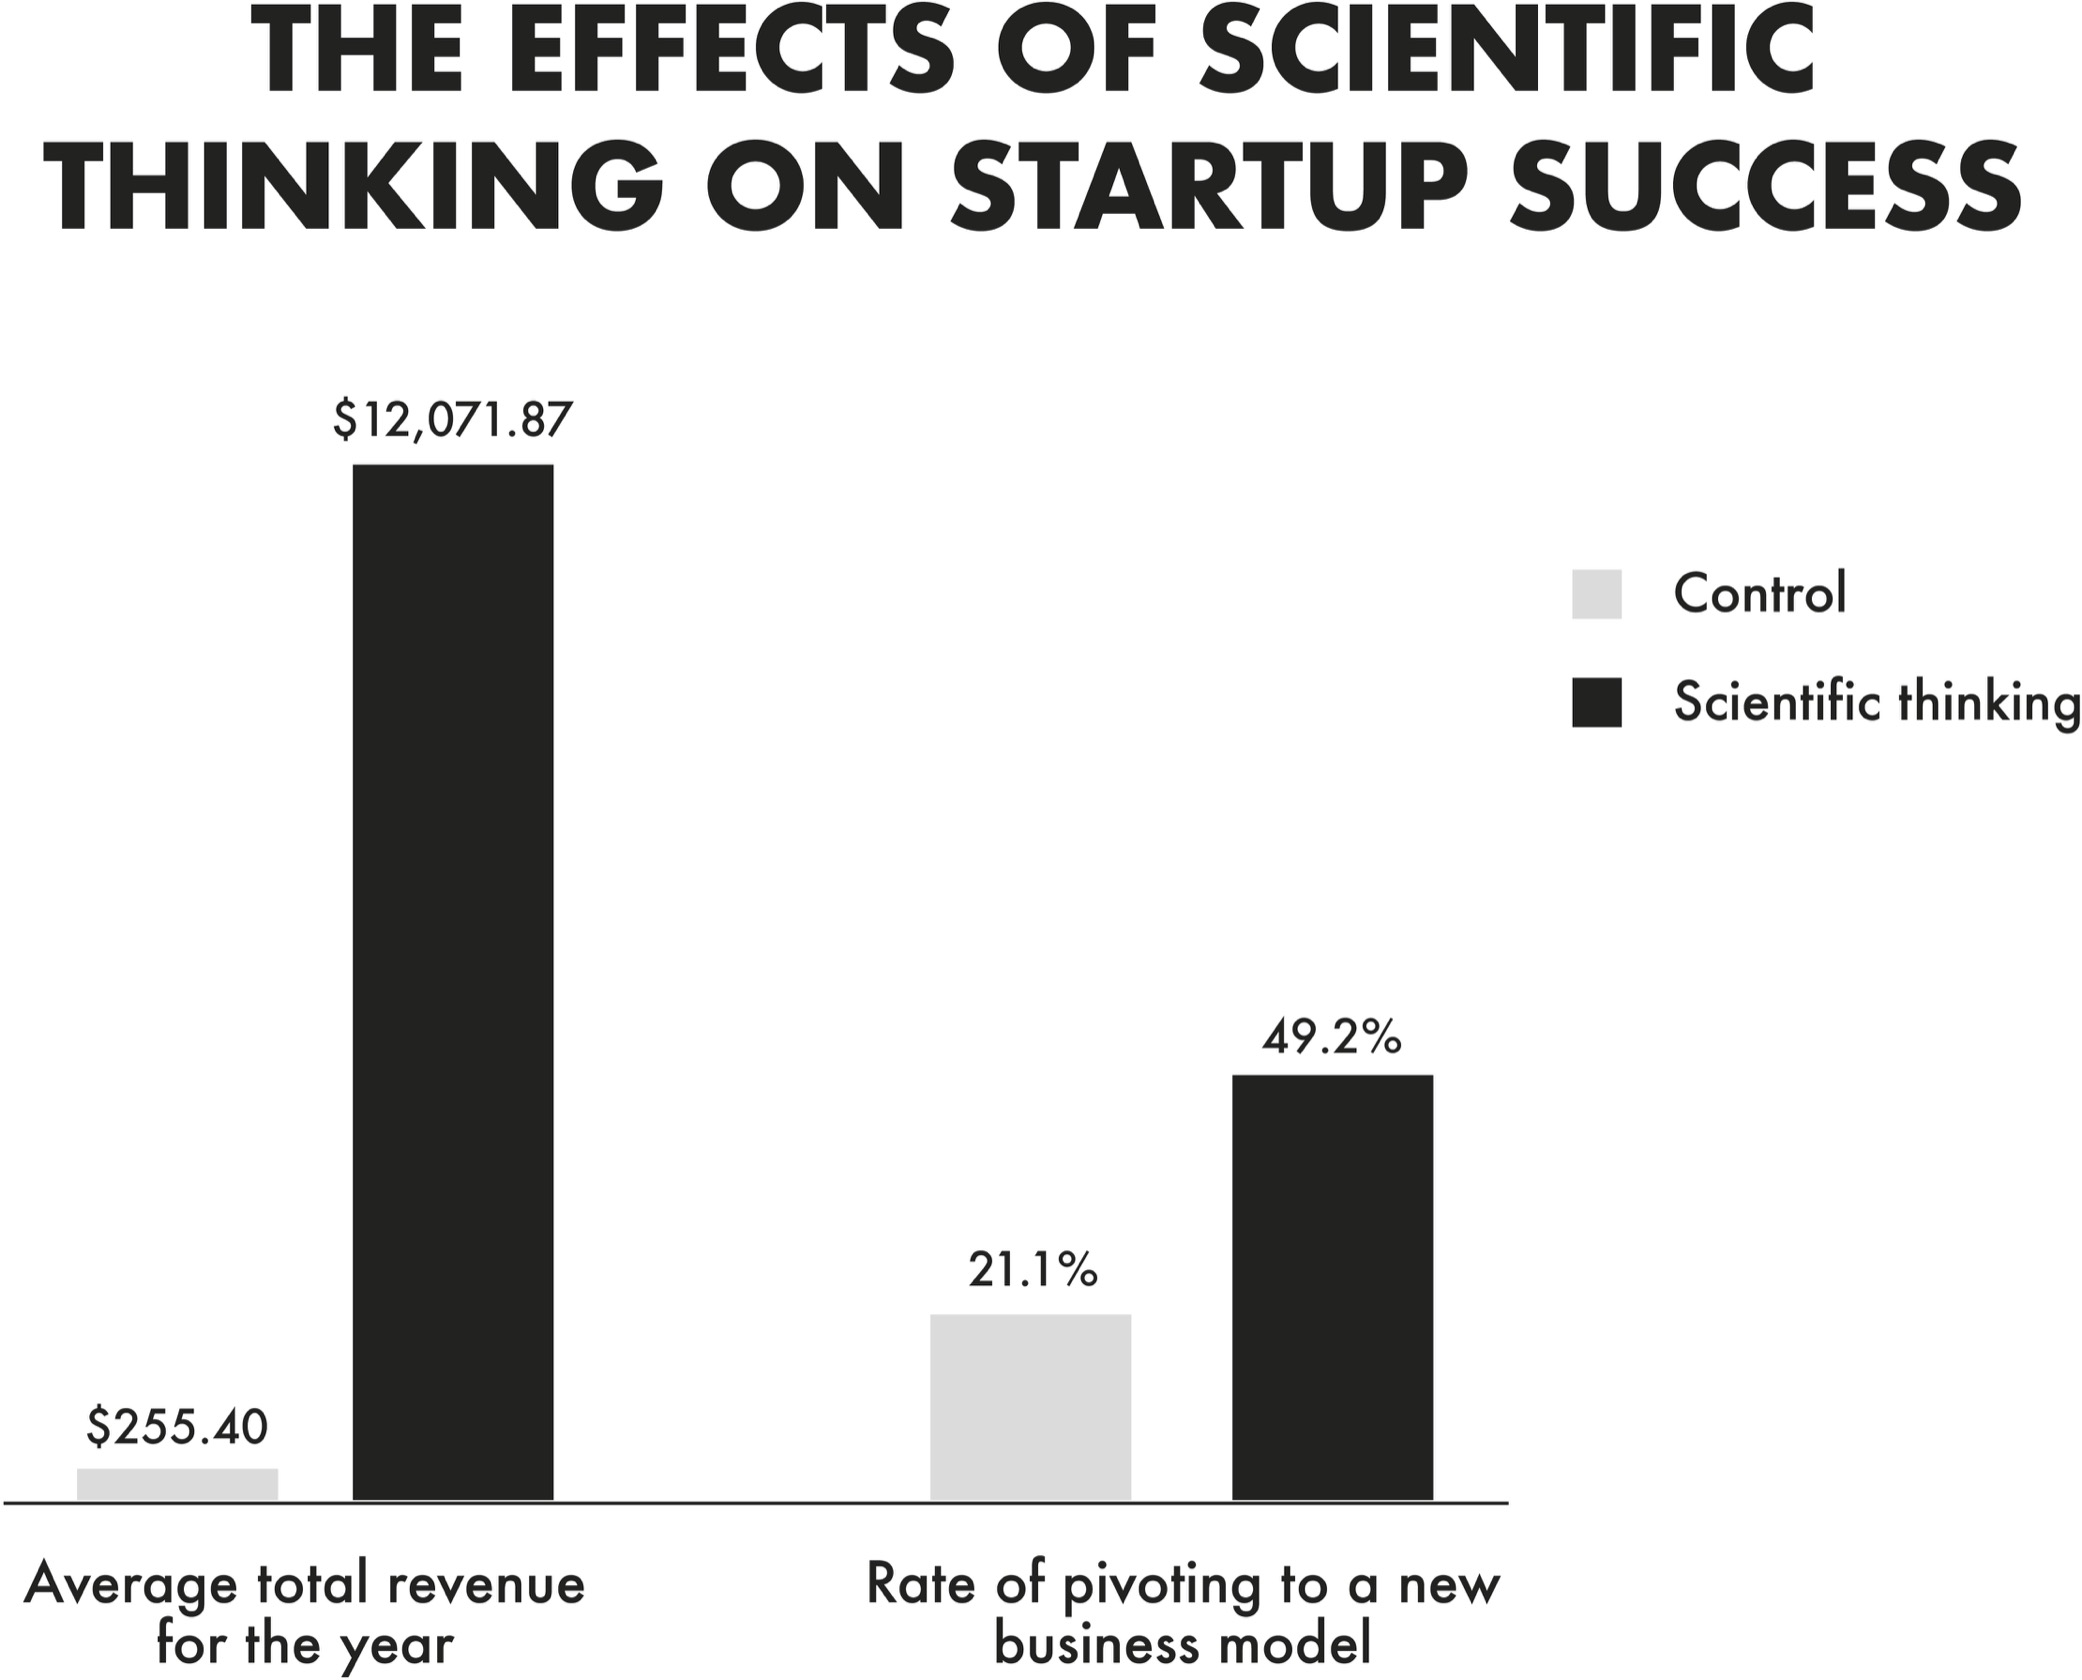 THE EFFECTS OF SCIENTIFIC
THINKING ON STARTUP SUCCESS
$12,071.87
Control
Scientific thinking
49.2%
21.1%
$255.40
Average total revenue
for the year
Rate of pivoting to a new
business model